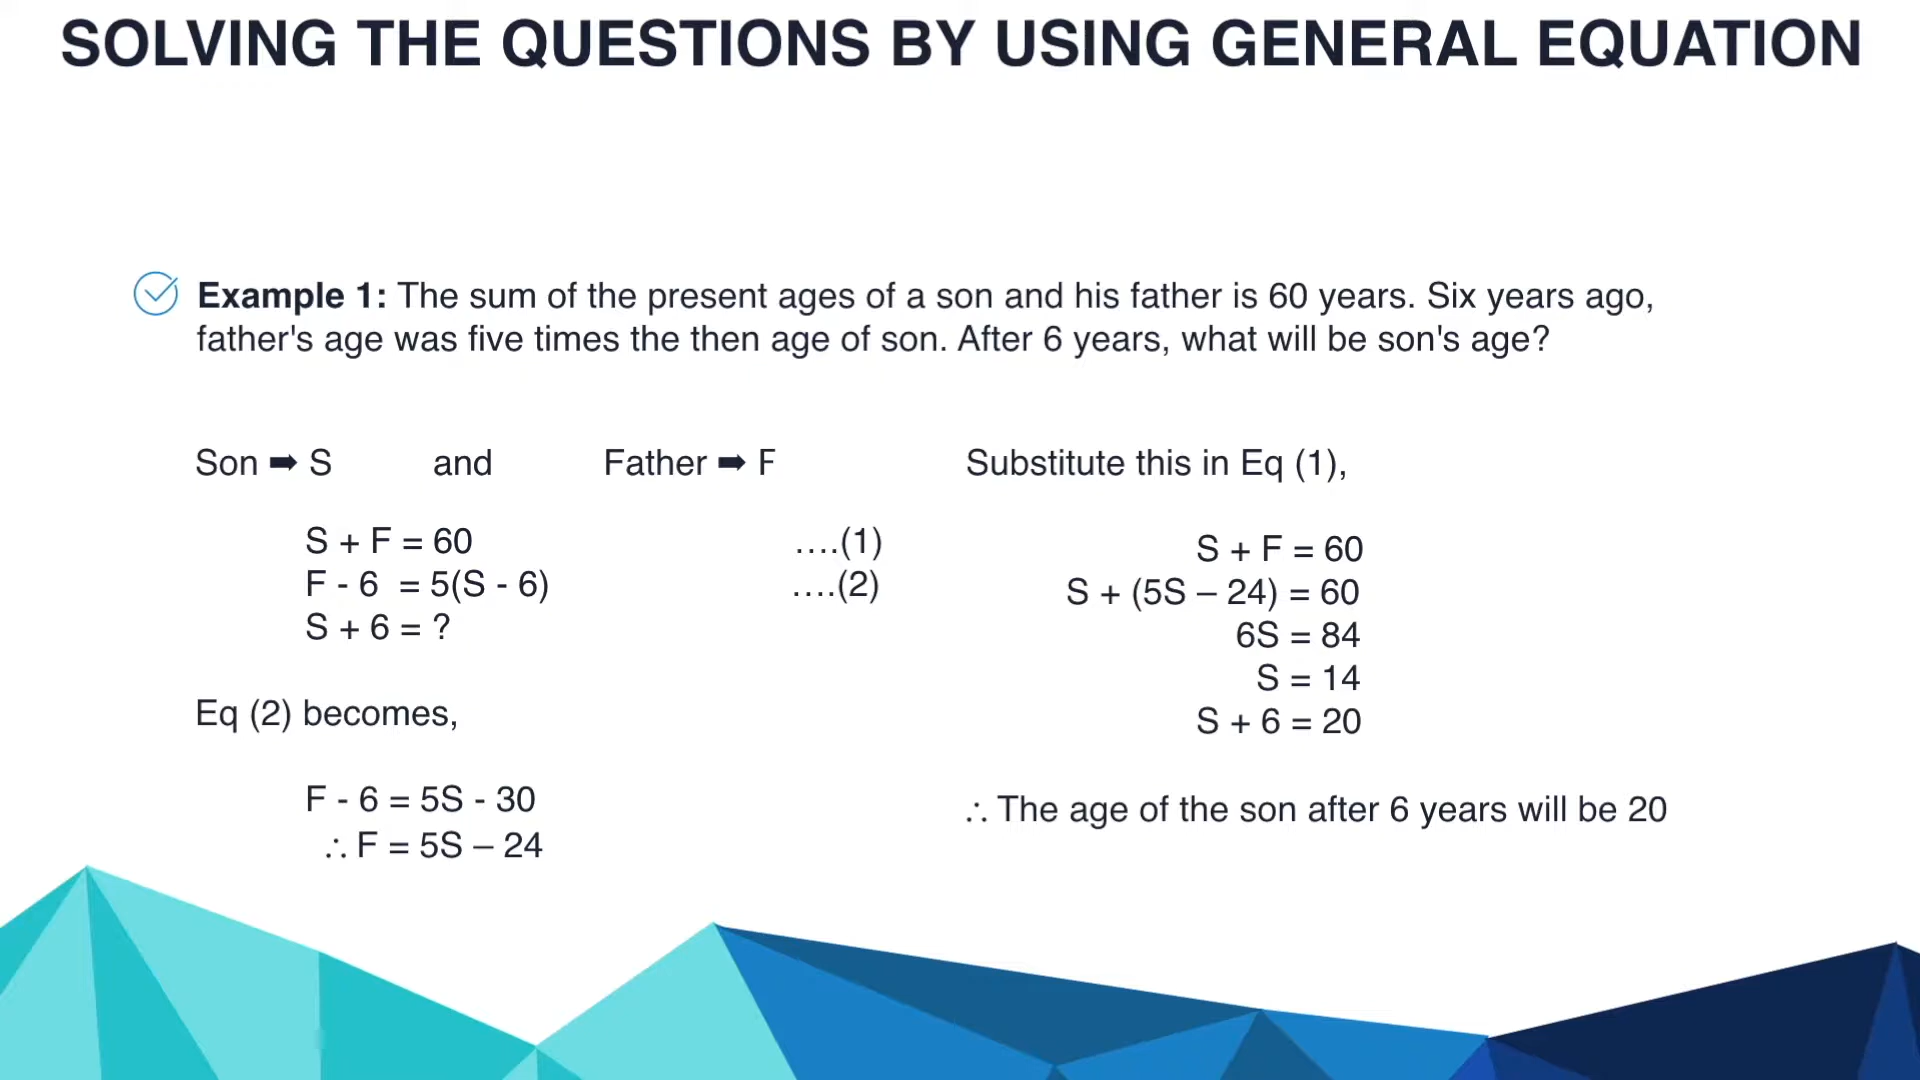 SOLVING THE QUESTIONS BY USING GENERAL EQUATION
Example 1: The sum of the present ages of a son and his father is 60 years. Six years ago,
father's age was five times the then age of son. After 6 years, what will be son's age?
Son ➡ S and Father ➡ F
S + F = 60 ....(1)
F - 6 = 5(S - 6) ....(2)
S + 6 = ?
Eq (2) becomes,
F - 6 = 5S - 30
∴ F = 5S – 24
Substitute this in Eq (1),
S + F = 60
S + (5S – 24) = 60
6S = 84
S = 14
S + 6 = 20
∴ The age of the son after 6 years will be 20